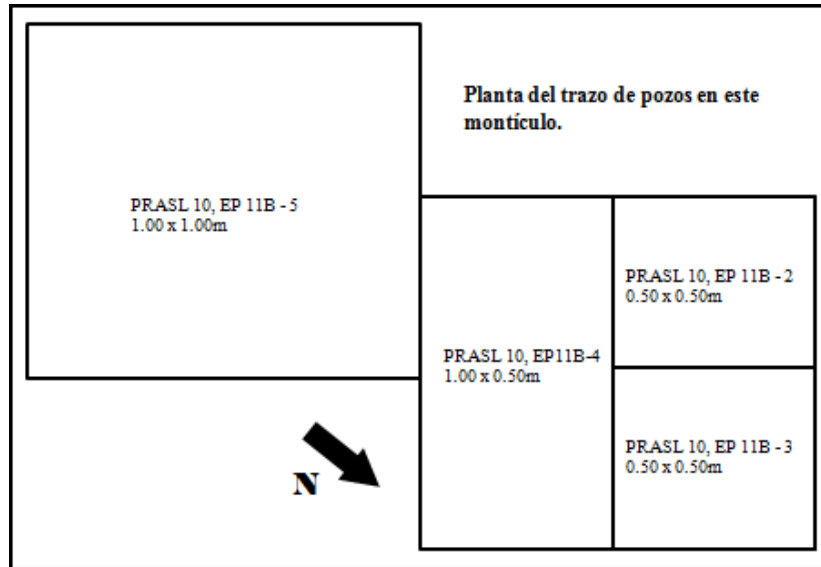 Planta del trazo de pozos en este
montículo.
PRASL 10, EP 11B - 5
1.00 x 1.00m
PRASL 10, EP 11B - 2
0.50 x 0.50m
PRASL 10, EP11B-4
1.00 x 0.50m
PRASL 10, EP 11B - 3
0.50 x 0.50m
N